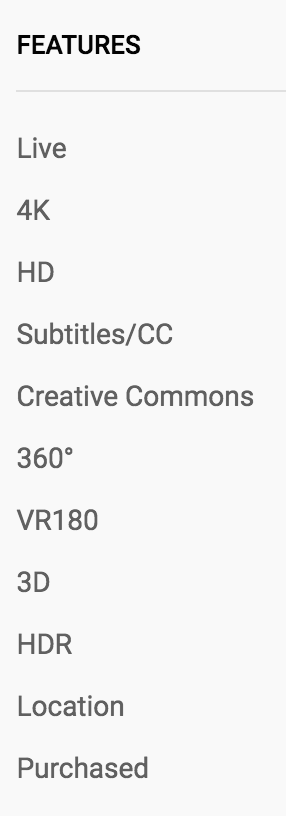 FEATURES
Live
4K
HD
Subtitles/CC
Creative Commons
360°
VR180
3D
HDR
Location
Purchased